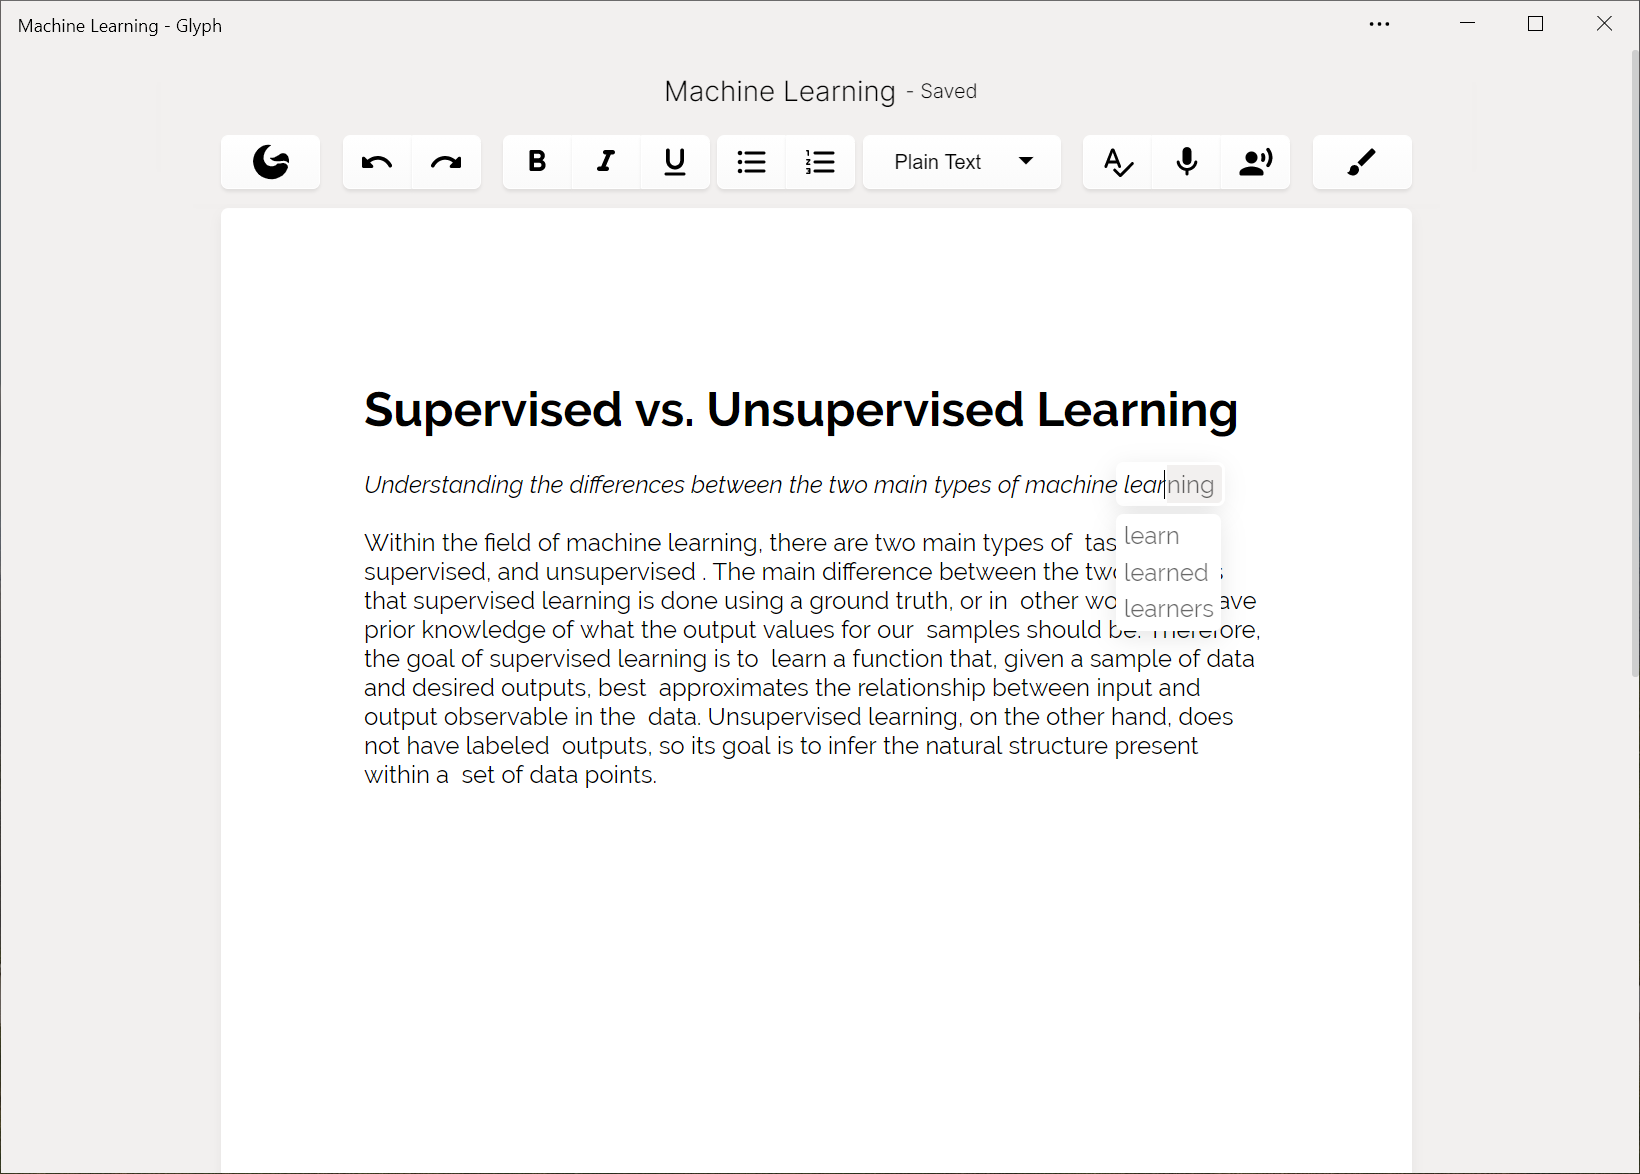 Machine Learning - Glyph
Machine Learning - Saved
B I U
1 2 3
Plain Text
A
Supervised vs. Unsupervised Learning
Understanding the differences between the two main types of machine learning
learn
learned
learners
Within the field of machine learning, there are two main types of tas
supervised, and unsupervised . The main difference between the two s
that supervised learning is done using a ground truth, or in other wo ave
prior knowledge of what the output values for our samples should be. Therefore,
the goal of supervised learning is to learn a function that, given a sample of data
and desired outputs, best approximates the relationship between input and
output observable in the data. Unsupervised learning, on the other hand, does
not have labeled outputs, so its goal is to infer the natural structure present
within a set of data points.